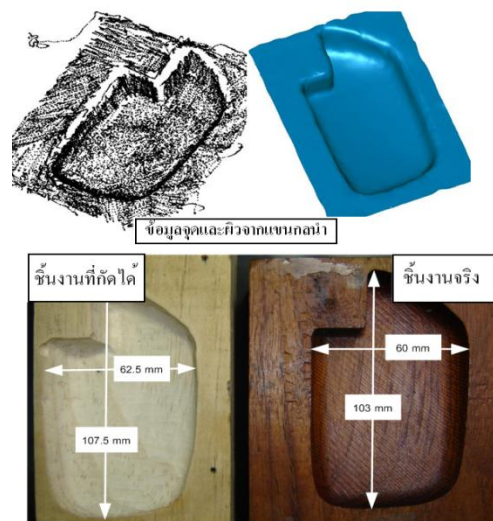 ข้อมูลจุดและผิวจากแขนกลนำ
ชิ้นงานที่กัดได้
ชิ้นงานจริง
62.5 mm
60 mm
107.5 mm
103 mm